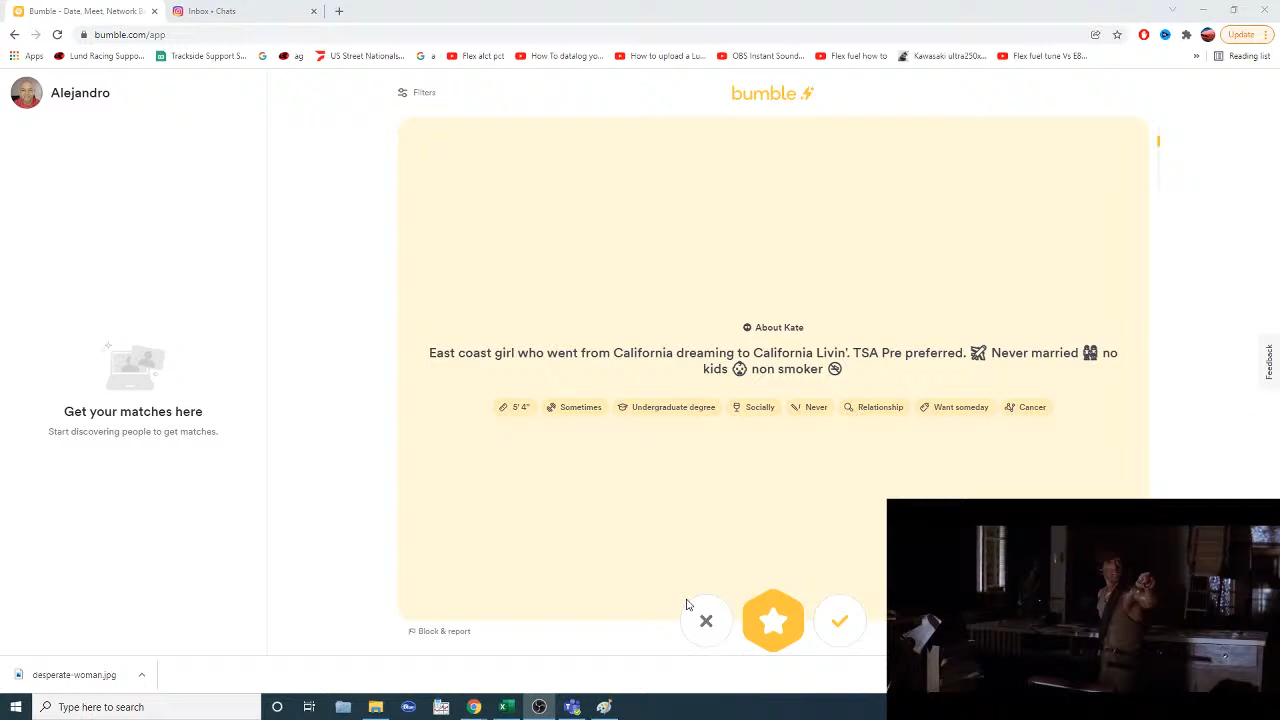 Bumble - Date, Meet, Network B
Inbox • Chats
bumble.com/app
Update
Apps
Lund Racing Suppo...
Trackside Support S...
ag
US Street Nationals...
a
Flex alct pct
How To datalog yo...
How to upload a Lu...
OBS Instant Sound...
Flex fuel how to
Kawasaki ultra250x...
Flex fuel tune Vs E8...
»
Reading list
Alejandro
Filters
bumble
About Kate
East coast girl who went from California dreaming to California Livin'. TSA Pre preferred. ✈ Never married 👭 no
kids 👶 non smoker 🚭
5' 4"
Sometimes
Undergraduate degree
Socially
Never
Relationship
Want someday
Cancer
Feedback
Get your matches here
Start discovering people to get matches.
Block & report
desperate-woman.jpg
Type here to search